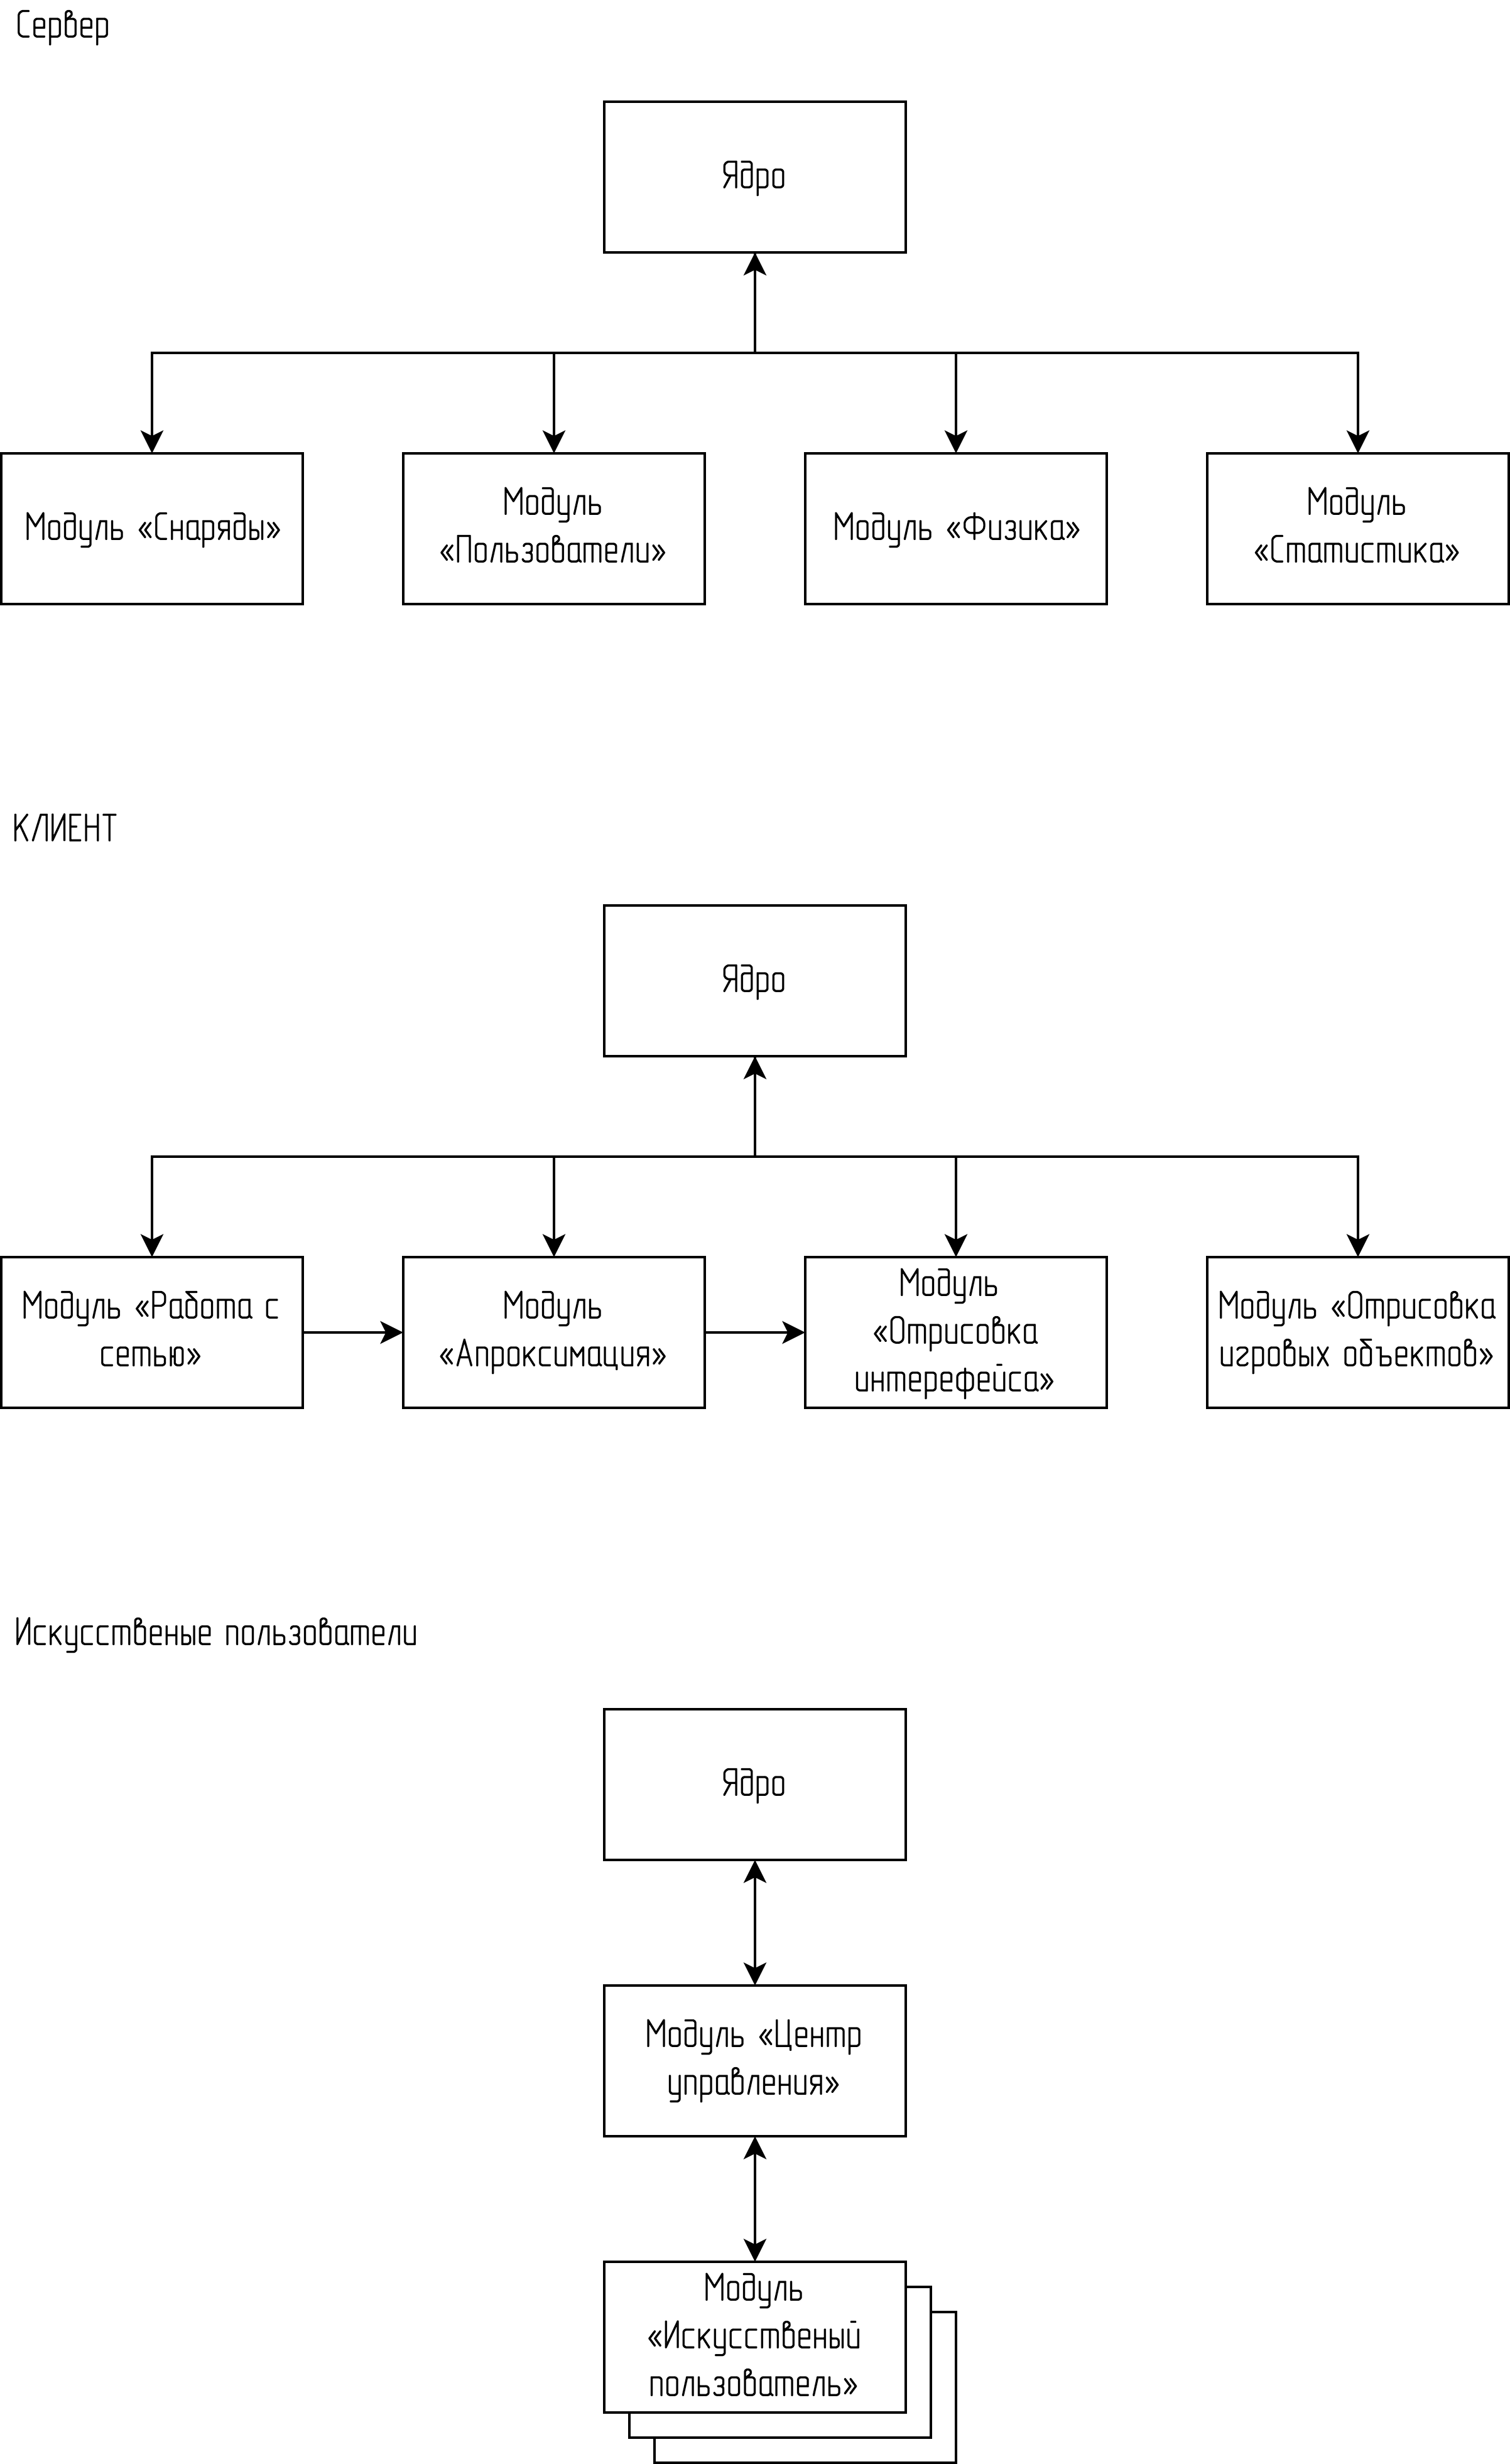 Сервер
Ядро
Модуль «Снаряды»
Модуль
«Пользователи»
Модуль «Физика»
Модуль
«Статистика»
КЛИЕНТ
Ядро
Модуль «Работа с
сетью»
Модуль
«Апроксимация»
Модуль
«Отрисовка
интерефейса»
Модуль «Отрисовка
игровых объектов»
Искусственые пользователи
Ядро
Модуль «Центр
управления»
Модуль
«Искусственый
пользователь»